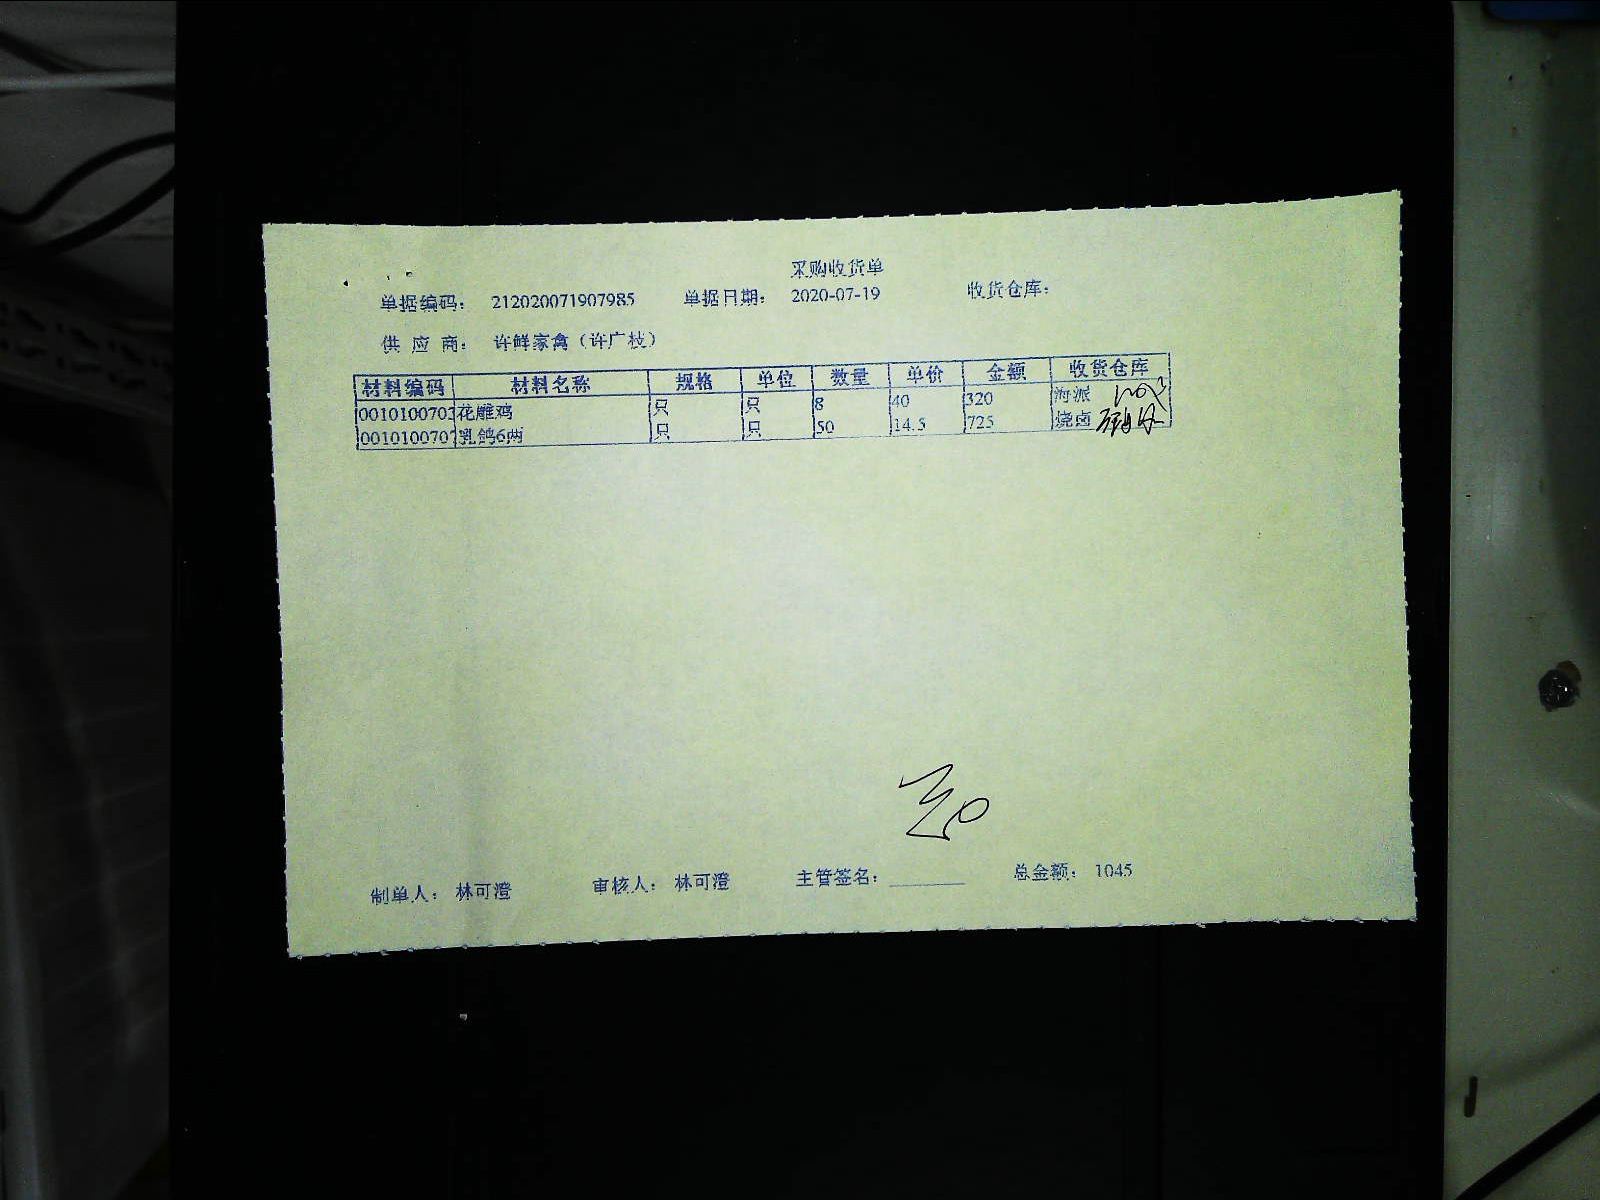 采购收货单
单据编码： 212020071907985 单据日期： 2020-07-19 收货仓库：
供 应 商： 许鲜家禽（许广枝）
材料编码 材料名称 规格 单位 数量 单价 金额 收货仓库
0010100703 花雕鸡 只 只 8 40 320 海派
0010100707 乳鸽6两 只 只 50 14.5 725 烧卤
制单人： 林可澄 审核人： 林可澄 主管签名： 总金额： 1045